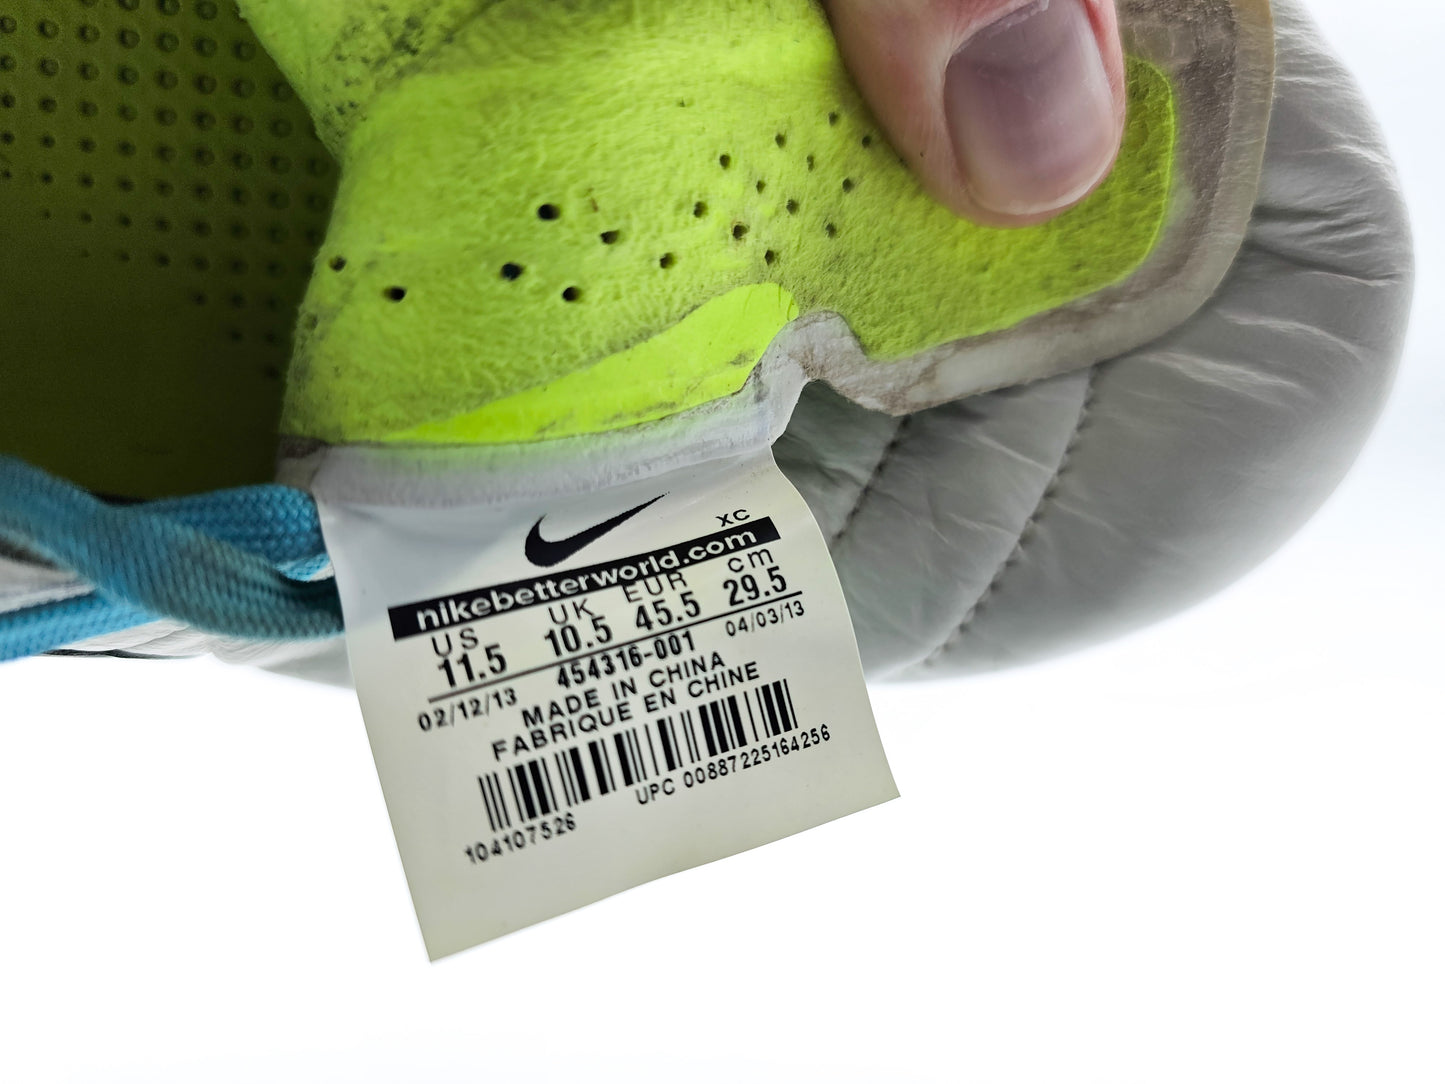 XC
nikebetterworld.com
US UK EUR cm
11.5 10.5 45.5 29.5
02/12/13 454316-001 04/03/13
MADE IN CHINA
FABRIQUE EN CHINE
104107526 UPC 00887225164256